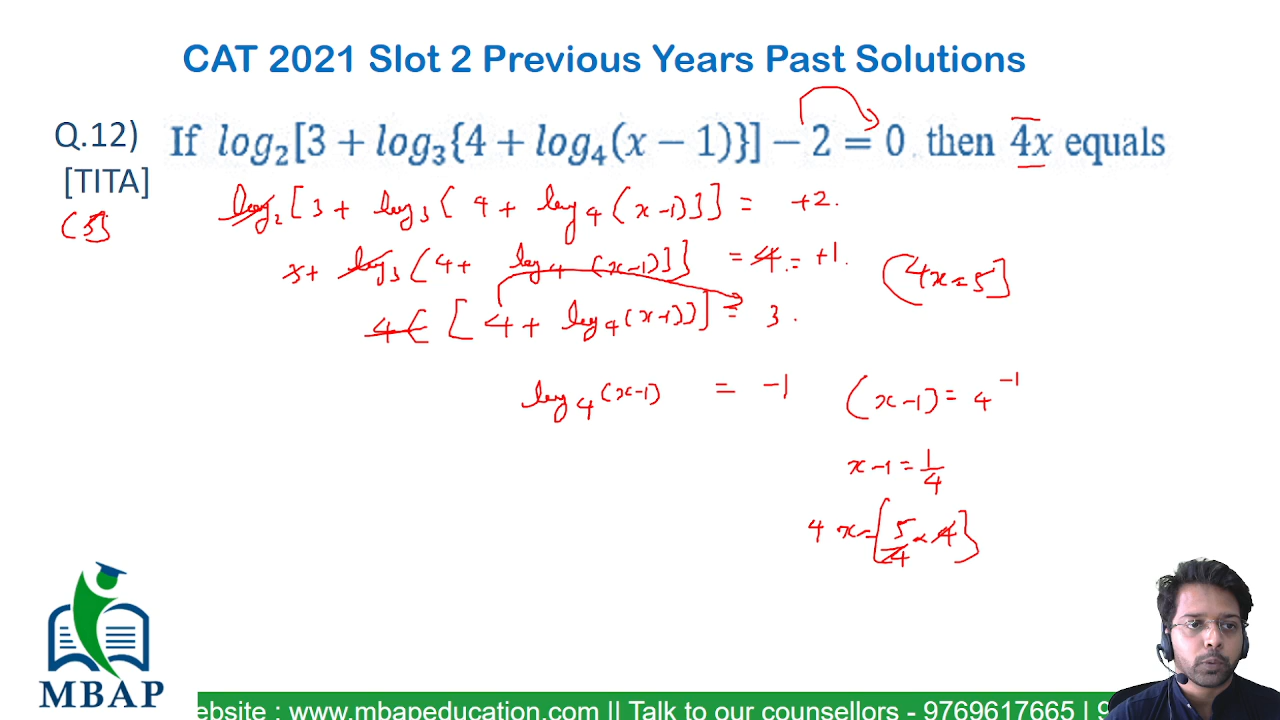 CAT 2021 Slot 2 Previous Years Past Solutions
Q.12) If log₂[3 + log₃{4 + log₄(x − 1)}] − 2 = 0 then 4x equals
[TITA]
(5)
log₂ [3 + log₃ { 4 + log₄ (x−1)}] = +2.
3+ log₃ {4+ log₄ (x−1)]} = 4. = +1.
(4x=5]
4 ( [ 4 + log₄ (x−1))] = 3.
log₄ (x−1) = −1
(x−1) = 4⁻¹
x−1 = 1/4
4x = [5/4 × 4]
MBAP
ebsite : www.mbapeducation.com || Talk to our counsellors - 9769617665 | 9